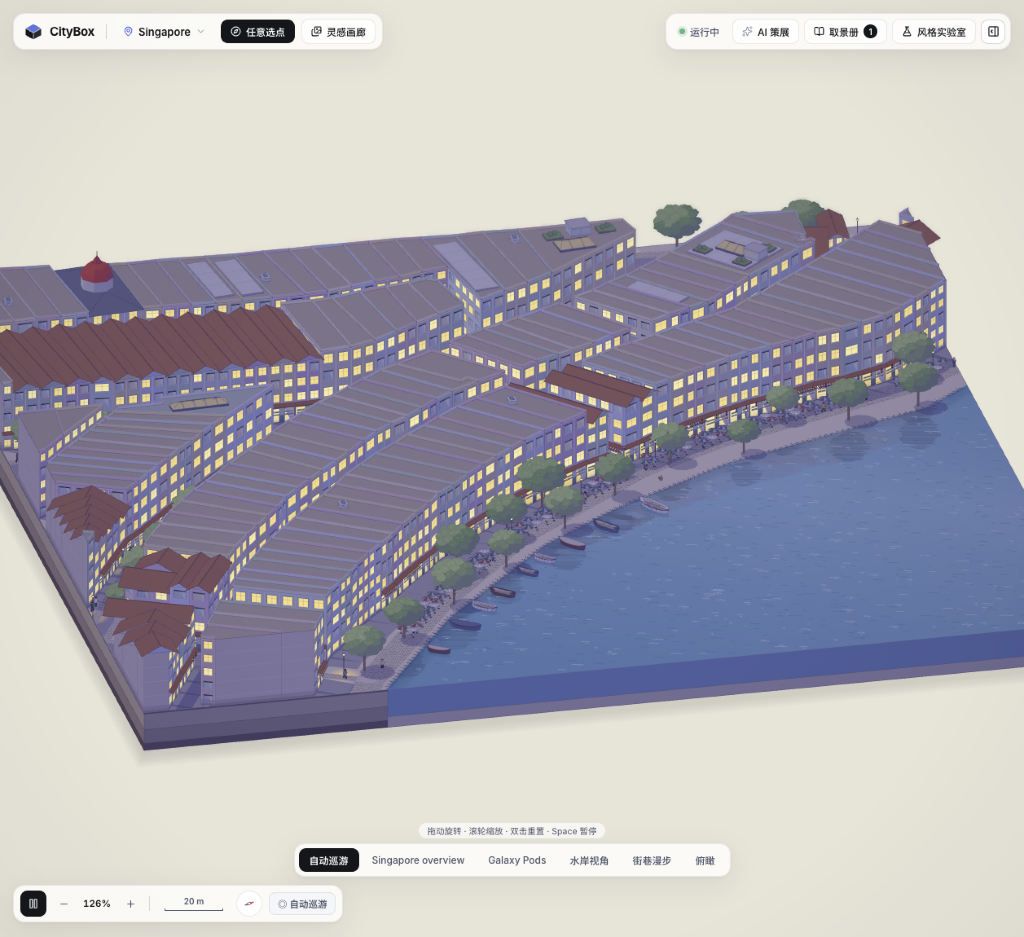 CityBox
Singapore
任意选点
灵感画廊
运行中
AI 策展
取景册 1
风格实验室
拖动旋转 · 滚轮缩放 · 双击重置 · Space 暂停
自动巡游
Singapore overview
Galaxy Pods
水岸视角
街巷漫步
俯瞰
126%
20 m
自动巡游